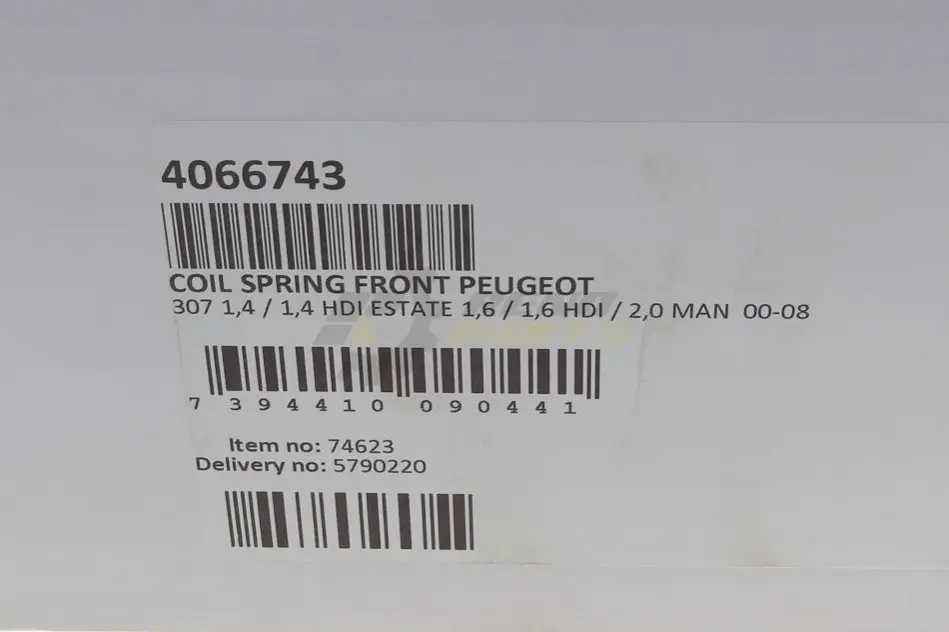 4066743
COIL SPRING FRONT PEUGEOT
307 1,4 / 1,4 HDI ESTATE 1,6 / 1,6 HDI / 2,0 MAN 00-08
7 394410 090441
Item no: 74623
Delivery no: 5790220